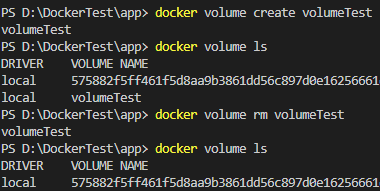 PS D:\DockerTest\app> docker volume create volumeTest
volumeTest
PS D:\DockerTest\app> docker volume ls
DRIVER    VOLUME NAME
local     575882f5ff461f5d8aa9b3861dd56c897d0e16256661
local     volumeTest
PS D:\DockerTest\app> docker volume rm volumeTest
volumeTest
PS D:\DockerTest\app> docker volume ls
DRIVER    VOLUME NAME
local     575882f5ff461f5d8aa9b3861dd56c897d0e16256661